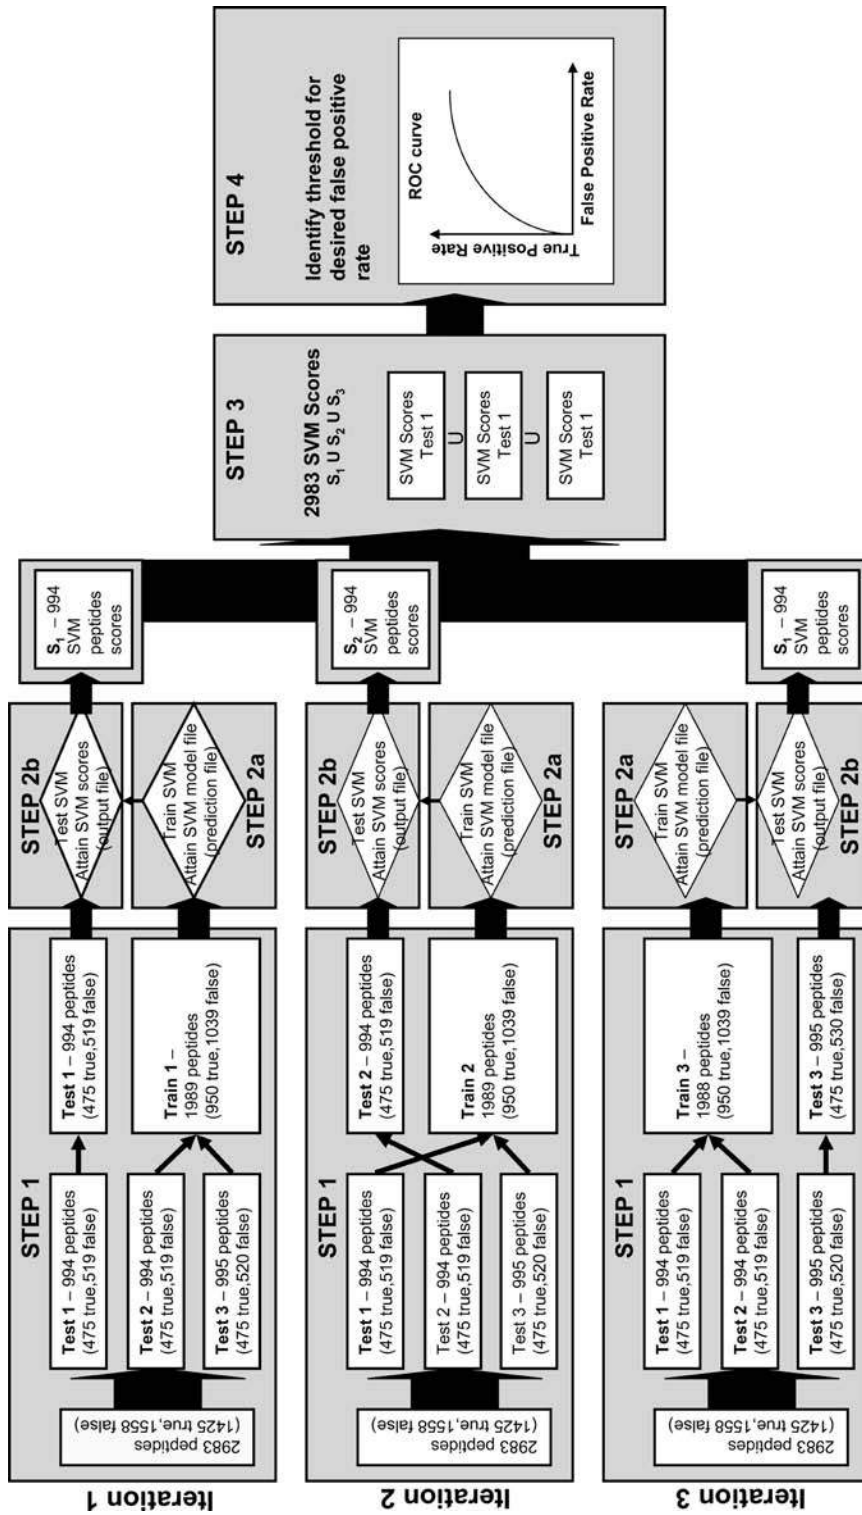 Iteration 1
2983 peptides
(1425 true,1558 false)
STEP 1
Test 1 – 994 peptides
(475 true,519 false)
Test 2 – 994 peptides
(475 true,519 false)
Test 3 – 995 peptides
(475 true,520 false)
Test 1 – 994 peptides
(475 true,519 false)
Train 1 –
1989 peptides
(950 true,1039 false)
STEP 2b
Test SVM
Attain SVM scores
(output file)
Train SVM
Attain SVM model file
(prediction file)
STEP 2a
S1 – 994
SVM
peptides
scores
Iteration 2
2983 peptides
(1425 true,1558 false)
STEP 1
Test 1 – 994 peptides
(475 true,519 false)
Test 2 – 994 peptides
(475 true,519 false)
Test 3 – 995 peptides
(475 true,520 false)
Test 2 – 994 peptides
(475 true,519 false)
Train 2
1989 peptides
(950 true,1039 false)
STEP 2b
Test SVM
Attain SVM scores
(output file)
Train SVM
Attain SVM model file
(prediction file)
STEP 2a
S2 – 994
SVM
peptides
scores
Iteration 3
2983 peptides
(1425 true,1558 false)
STEP 1
Test 1 – 994 peptides
(475 true,519 false)
Test 2 – 994 peptides
(475 true,519 false)
Test 3 – 995 peptides
(475 true,520 false)
Train 3 –
1988 peptides
(950 true,1039 false)
Test 3 – 995 peptides
(475 true,530 false)
STEP 2a
Train SVM
Attain SVM model file
(prediction file)
Test SVM
Attain SVM scores
(output file)
STEP 2b
S1 – 994
SVM
peptides
scores
STEP 3
2983 SVM Scores
S1 U S2 U S3
SVM Scores
Test 1
U
SVM Scores
Test 1
U
SVM Scores
Test 1
STEP 4
Identify threshold for
desired false positive
rate
ROC curve
True Positive Rate
False Positive Rate